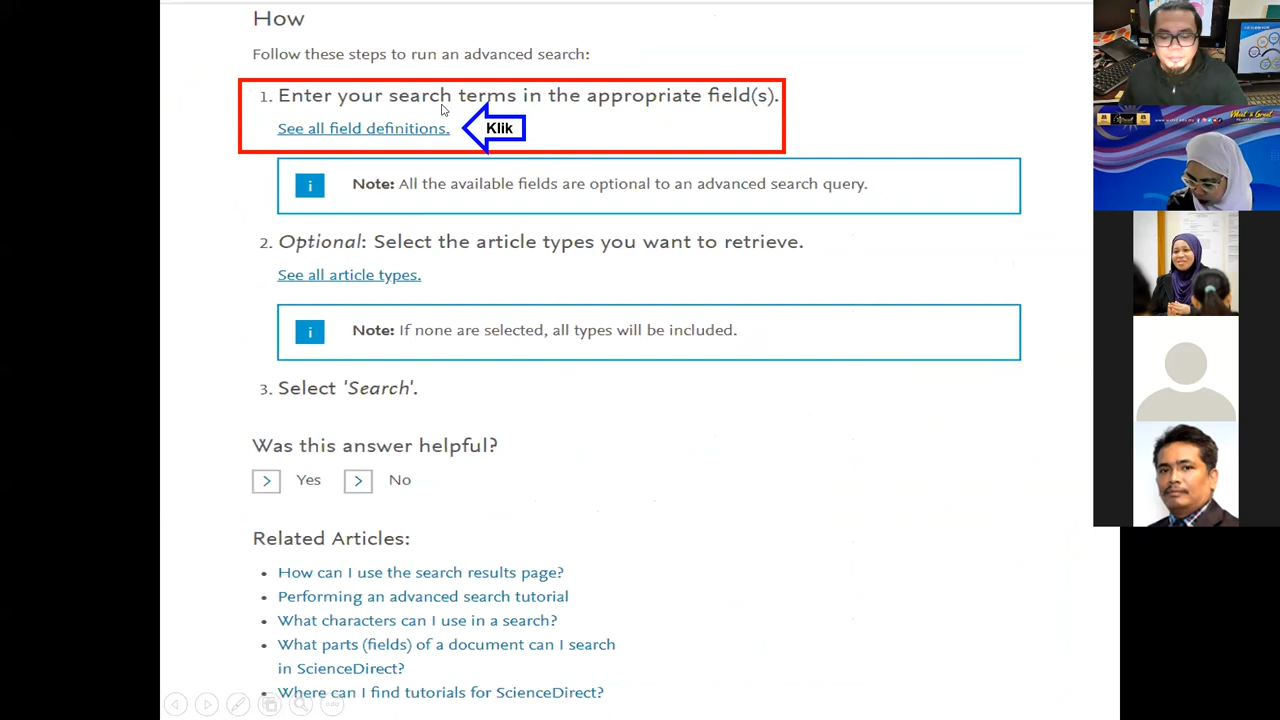 How
Follow these steps to run an advanced search:
1. Enter your search terms in the appropriate field(s).
See all field definitions.
Klik
i
Note: All the available fields are optional to an advanced search query.
2. Optional: Select the article types you want to retrieve.
See all article types.
i
Note: If none are selected, all types will be included.
3. Select 'Search'.
Was this answer helpful?
> Yes > No
Related Articles:
• How can I use the search results page?
• Performing an advanced search tutorial
• What characters can I use in a search?
• What parts (fields) of a document can I search
in ScienceDirect?
• Where can I find tutorials for ScienceDirect?